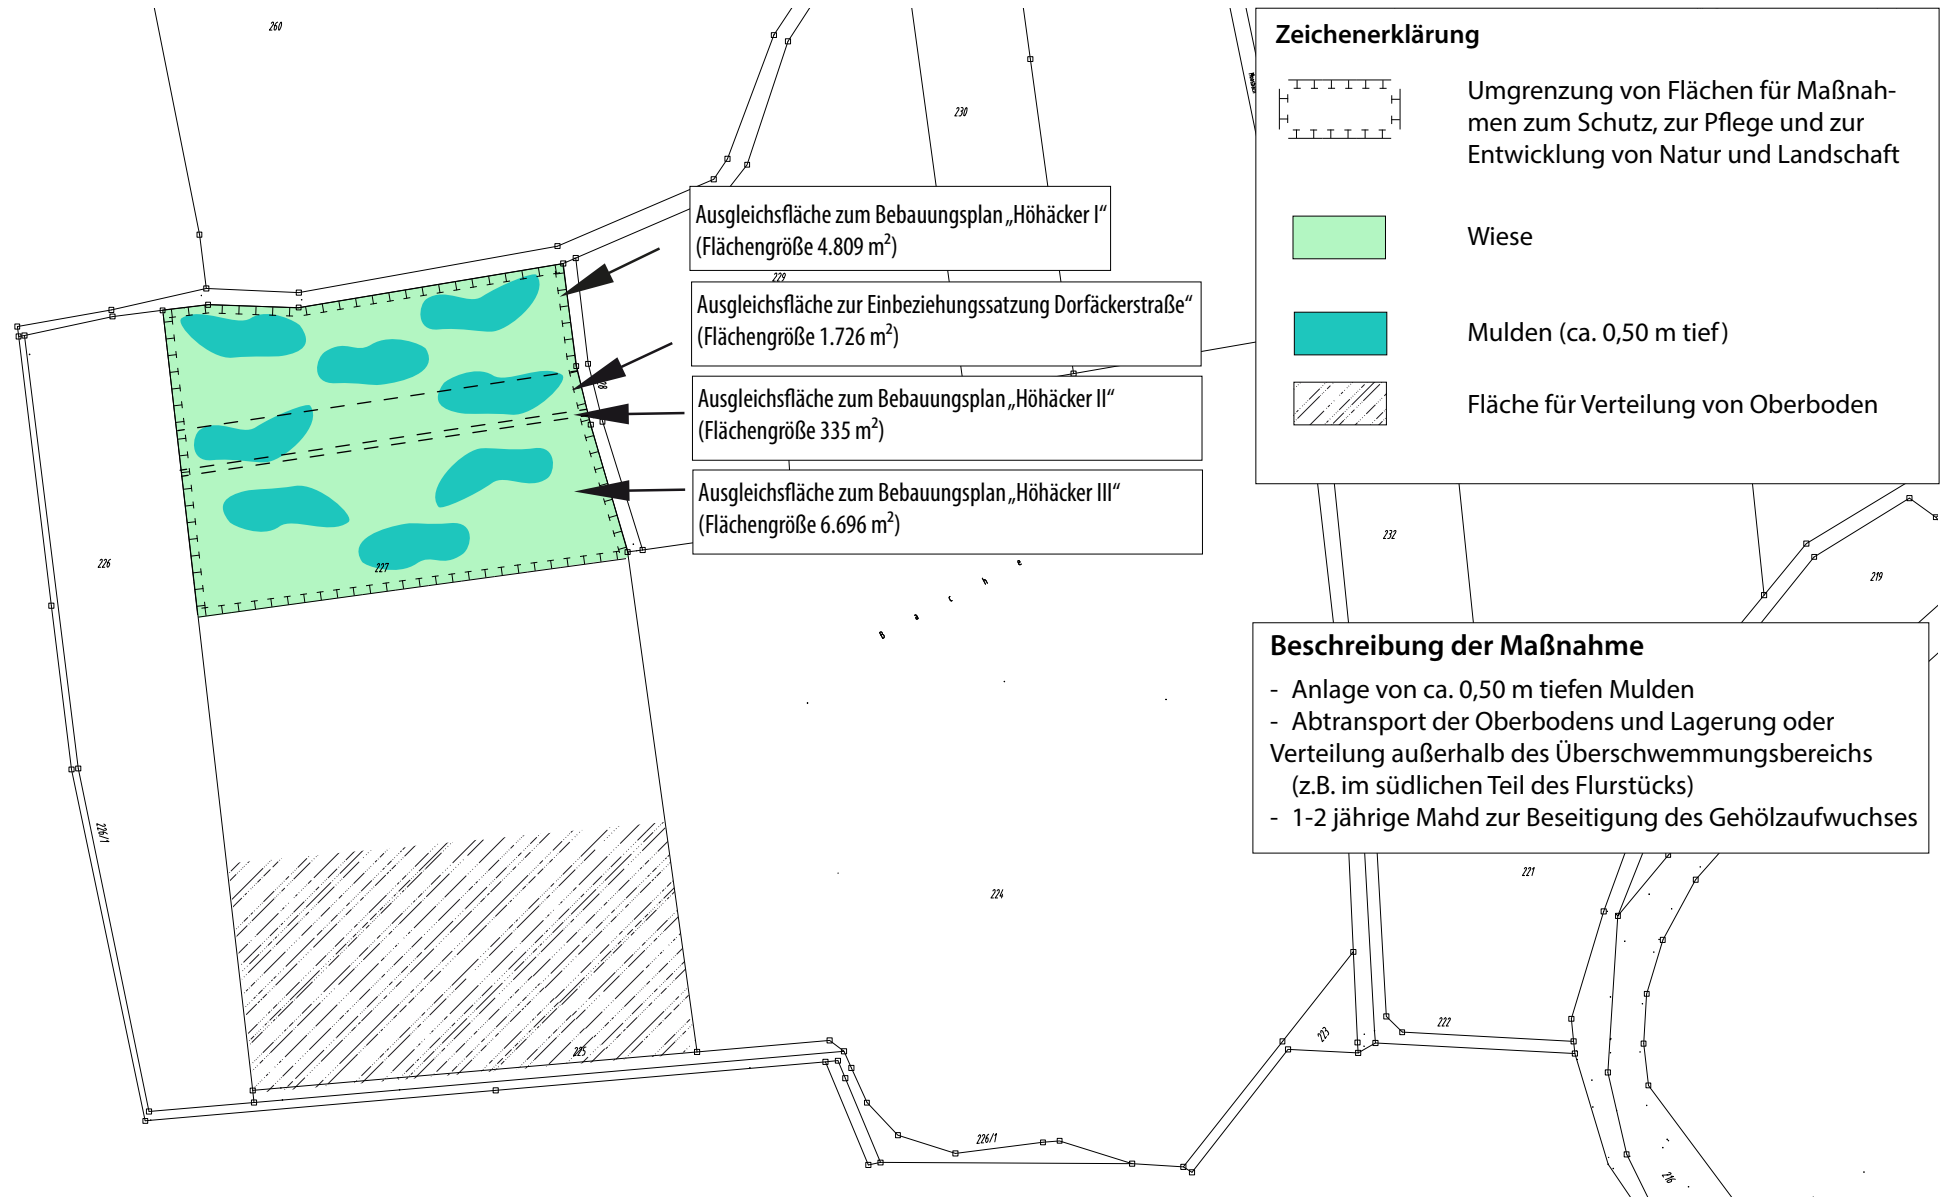 260
230
Zeichenerklärung
Umgrenzung von Flächen für Maßnah-
men zum Schutz, zur Pflege und zur
Entwicklung von Natur und Landschaft
Wiese
Mulden (ca. 0,50 m tief)
Fläche für Verteilung von Oberboden
Ausgleichsfläche zum Bebauungsplan „Höhäcker I“
(Flächengröße 4.809 m²)
229
Ausgleichsfläche zur Einbeziehungssatzung Dorfäckerstraße“
(Flächengröße 1.726 m²)
Ausgleichsfläche zum Bebauungsplan „Höhäcker II“
(Flächengröße 335 m²)
Ausgleichsfläche zum Bebauungsplan „Höhäcker III“
(Flächengröße 6.696 m²)
226
227
232
219
Bache
Beschreibung der Maßnahme
- Anlage von ca. 0,50 m tiefen Mulden
- Abtransport der Oberbodens und Lagerung oder
Verteilung außerhalb des Überschwemmungsbereichs
(z.B. im südlichen Teil des Flurstücks)
- 1-2 jährige Mahd zur Beseitigung des Gehölzaufwuchses
226/1
224
221
225
223
222
226/1
216